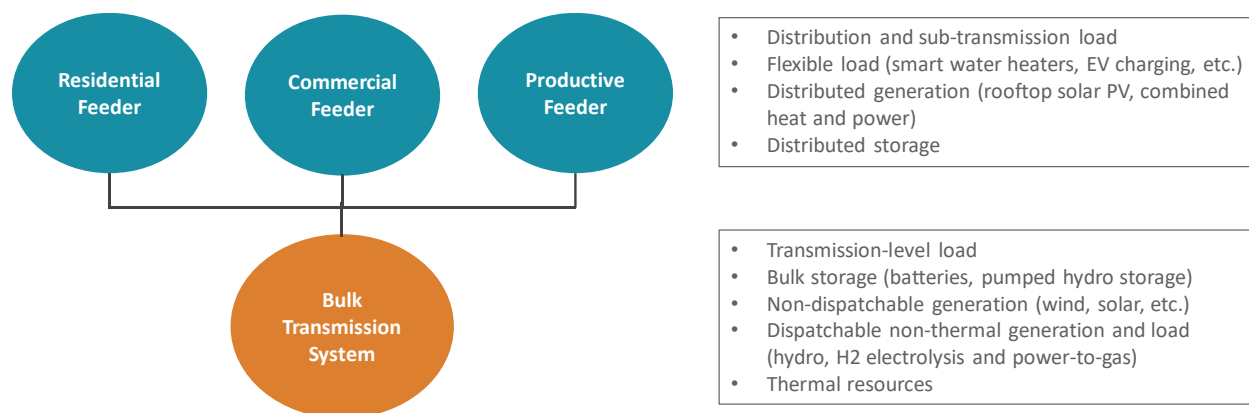 Residential
Feeder
Commercial
Feeder
Productive
Feeder
• Distribution and sub-transmission load
• Flexible load (smart water heaters, EV charging, etc.)
• Distributed generation (rooftop solar PV, combined
heat and power)
• Distributed storage
Bulk
Transmission
System
• Transmission-level load
• Bulk storage (batteries, pumped hydro storage)
• Non-dispatchable generation (wind, solar, etc.)
• Dispatchable non-thermal generation and load
(hydro, H2 electrolysis and power-to-gas)
• Thermal resources